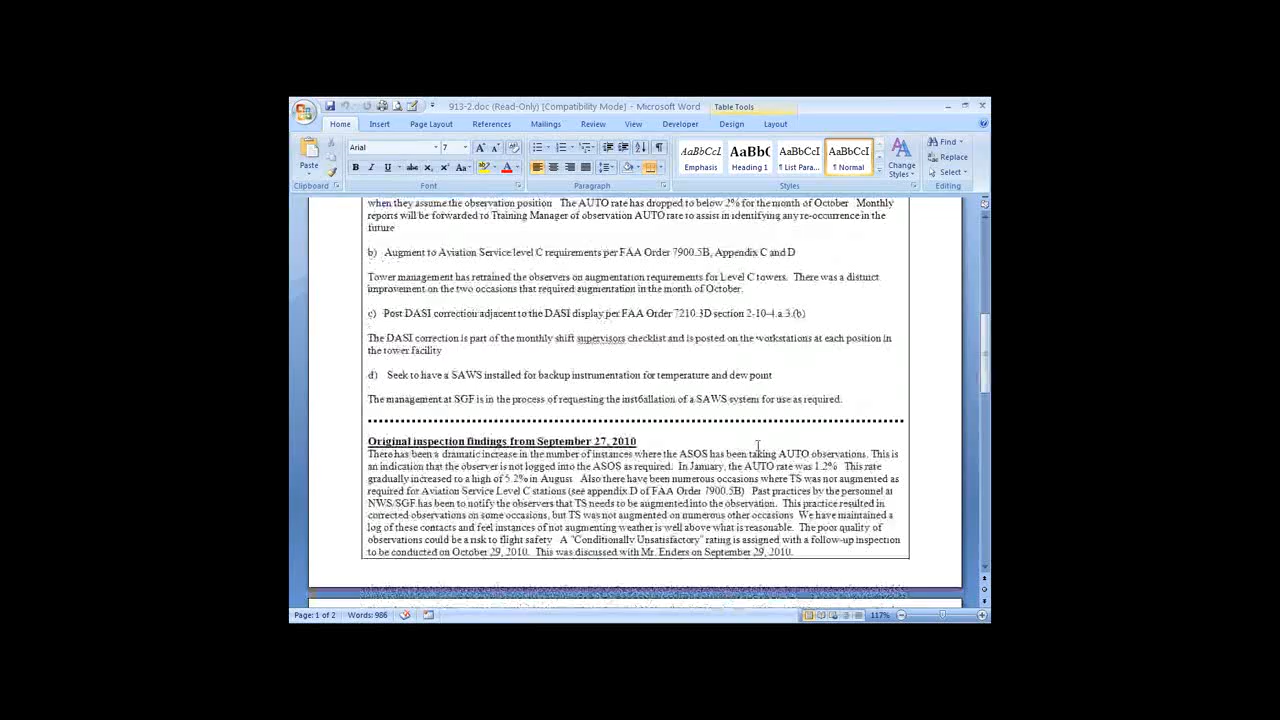 913-2.doc (Read-Only) [Compatibility Mode] - Microsoft Word
Table Tools
Home Insert Page Layout References Mailings Review View Developer Design Layout
Paste
Arial 7
B I U abc x₂ x² Aa A
AaBbCcI AaBbC AaBbCcI AaBbCcI
Emphasis Heading 1 ¶ List Para... ¶ Normal
Change Styles
Find
Replace
Select
Clipboard Font Paragraph Styles Editing
when they assume the observation position The AUTO rate has dropped to below 2% for the month of October Monthly
reports will be forwarded to Training Manager of observation AUTO rate to assist in identifying any re-occurrence in the
future
b) Augment to Aviation Service level C requirements per FAA Order 7900.5B, Appendix C and D
Tower management has retrained the observers on augmentation requirements for Level C towers. There was a distinct
improvement on the two occasions that required augmentation in the month of October.
c) Post DASI correction adjacent to the DASI display per FAA Order 7210.3D section 2-10-4.a.3.(b)
The DASI correction is part of the monthly shift supervisors checklist and is posted on the workstations at each position in
the tower facility
d) Seek to have a SAWS installed for backup instrumentation for temperature and dew point
The management at SGF is in the process of requesting the inst6allation of a SAWS system for use as required.
Original inspection findings from September 27, 2010
There has been a dramatic increase in the number of instances where the ASOS has been taking AUTO observations. This is
an indication that the observer is not logged into the ASOS as required. In January, the AUTO rate was 1.2% This rate
gradually increased to a high of 5.2% in August Also there have been numerous occasions where TS was not augmented as
required for Aviation Service Level C stations (see appendix D of FAA Order 7900.5B) Past practices by the personnel at
NWS/SGF has been to notify the observers that TS needs to be augmented into the observation. This practice resulted in
corrected observations on some occasions, but TS was not augmented on numerous other occasions We have maintained a
log of these contacts and feel instances of not augmenting weather is well above what is reasonable. The poor quality of
observations could be a risk to flight safety A "Conditionally Unsatisfactory" rating is assigned with a follow-up inspection
to be conducted on October 29, 2010. This was discussed with Mr. Enders on September 29, 2010.
Page: 1 of 2 Words: 986 117%